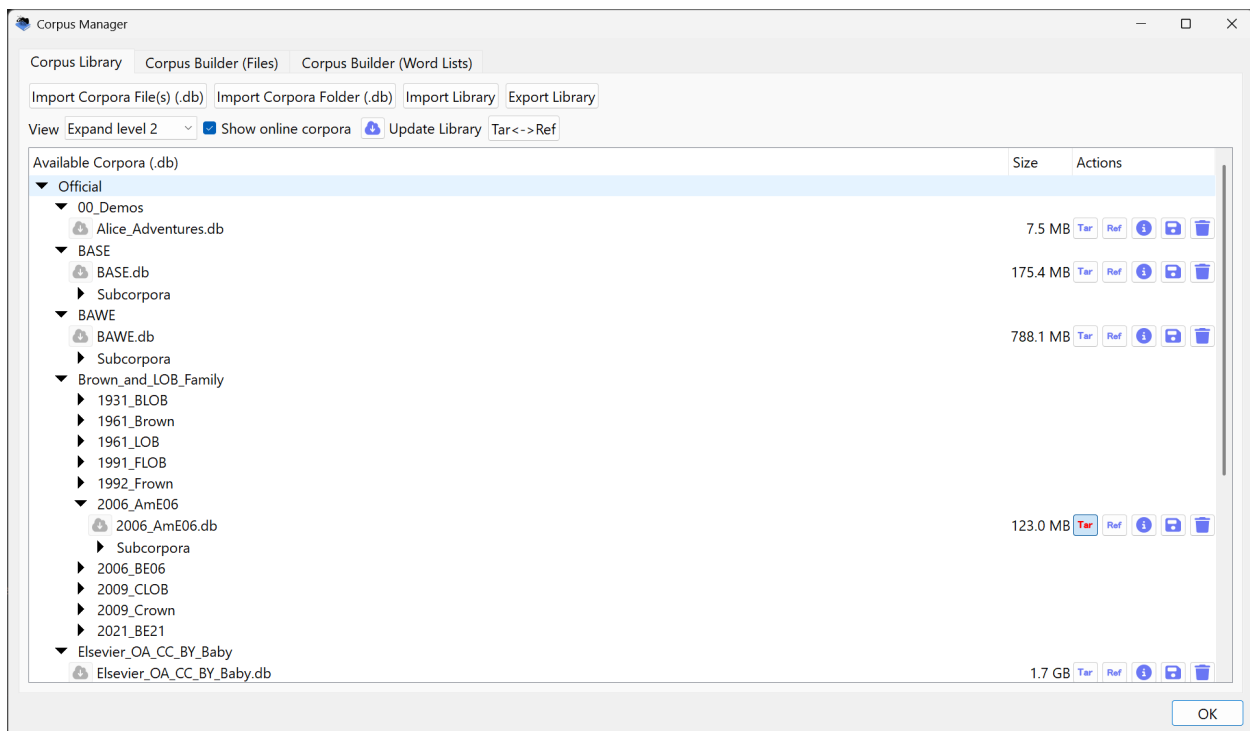 Corpus Manager
Corpus Library Corpus Builder (Files) Corpus Builder (Word Lists)
Import Corpora File(s) (.db) Import Corpora Folder (.db) Import Library Export Library
View Expand level 2 Show online corpora Update Library Tar<->Ref
Available Corpora (.db) Size Actions
Official
00_Demos
Alice_Adventures.db 7.5 MB Tar Ref
BASE
BASE.db 175.4 MB Tar Ref
Subcorpora
BAWE
BAWE.db 788.1 MB Tar Ref
Subcorpora
Brown_and_LOB_Family
1931_BLOB
1961_Brown
1961_LOB
1991_FLOB
1992_Frown
2006_AmE06
2006_AmE06.db 123.0 MB Tar Ref
Subcorpora
2006_BE06
2009_CLOB
2009_Crown
2021_BE21
Elsevier_OA_CC_BY_Baby
Elsevier_OA_CC_BY_Baby.db 1.7 GB Tar Ref
OK